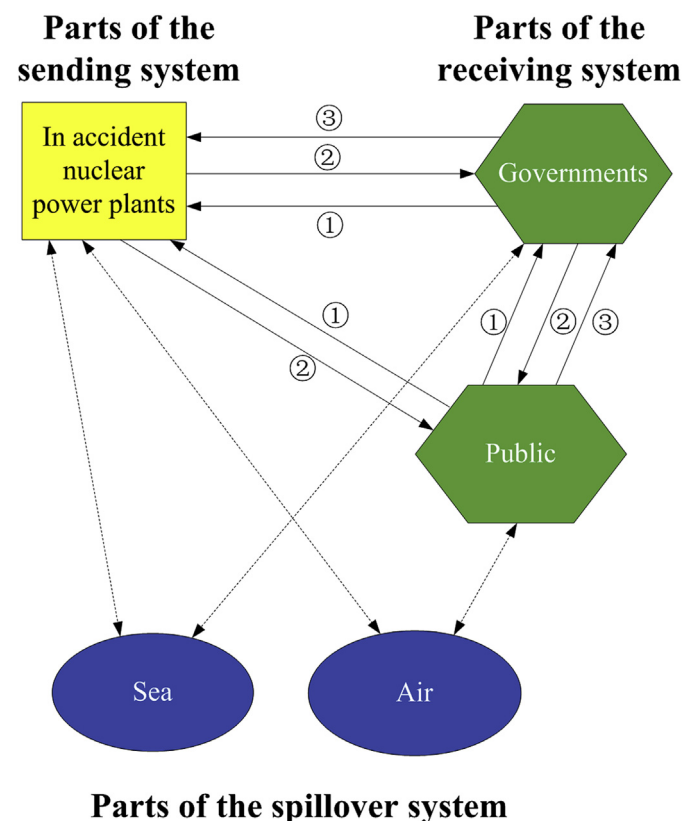 Parts of the
sending system
Parts of the
receiving system
In accident
nuclear
power plants
③
②
①
Governments
①
②
①
②
③
Public
Sea
Air
Parts of the spillover system